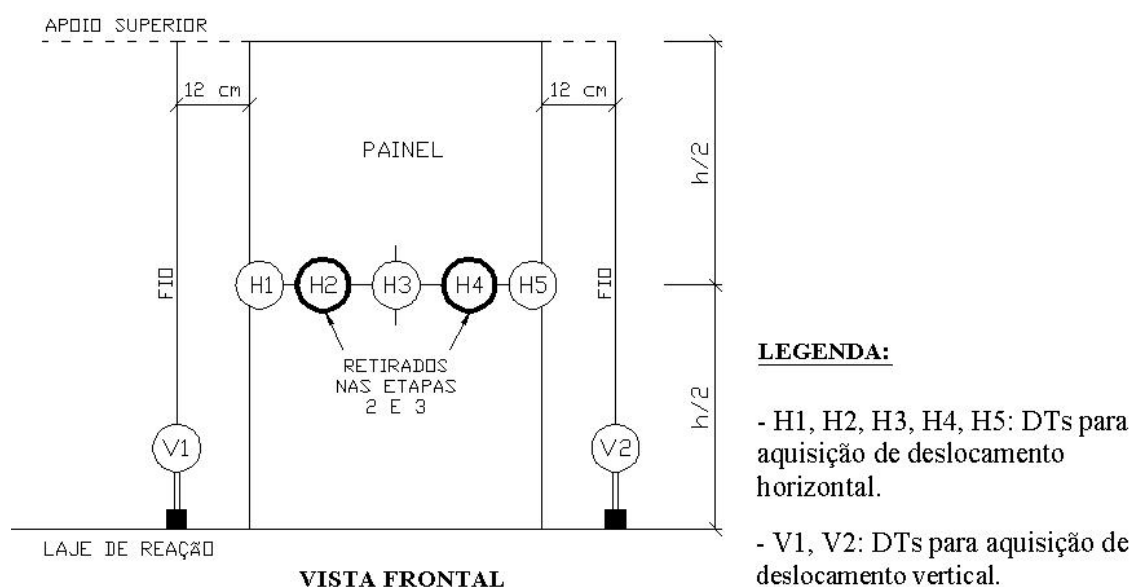 APOIO SUPERIOR
12 cm
12 cm
PAINEL
h/2
FIO
H1
H2
H3
H4
H5
FIO
RETIRADOS
NAS ETAPAS
2 E 3
h/2
V1
V2
LAJE DE REAÇÃO
VISTA FRONTAL
LEGENDA:
- H1, H2, H3, H4, H5: DTs para
aquisição de deslocamento
horizontal.
- V1, V2: DTs para aquisição de
deslocamento vertical.